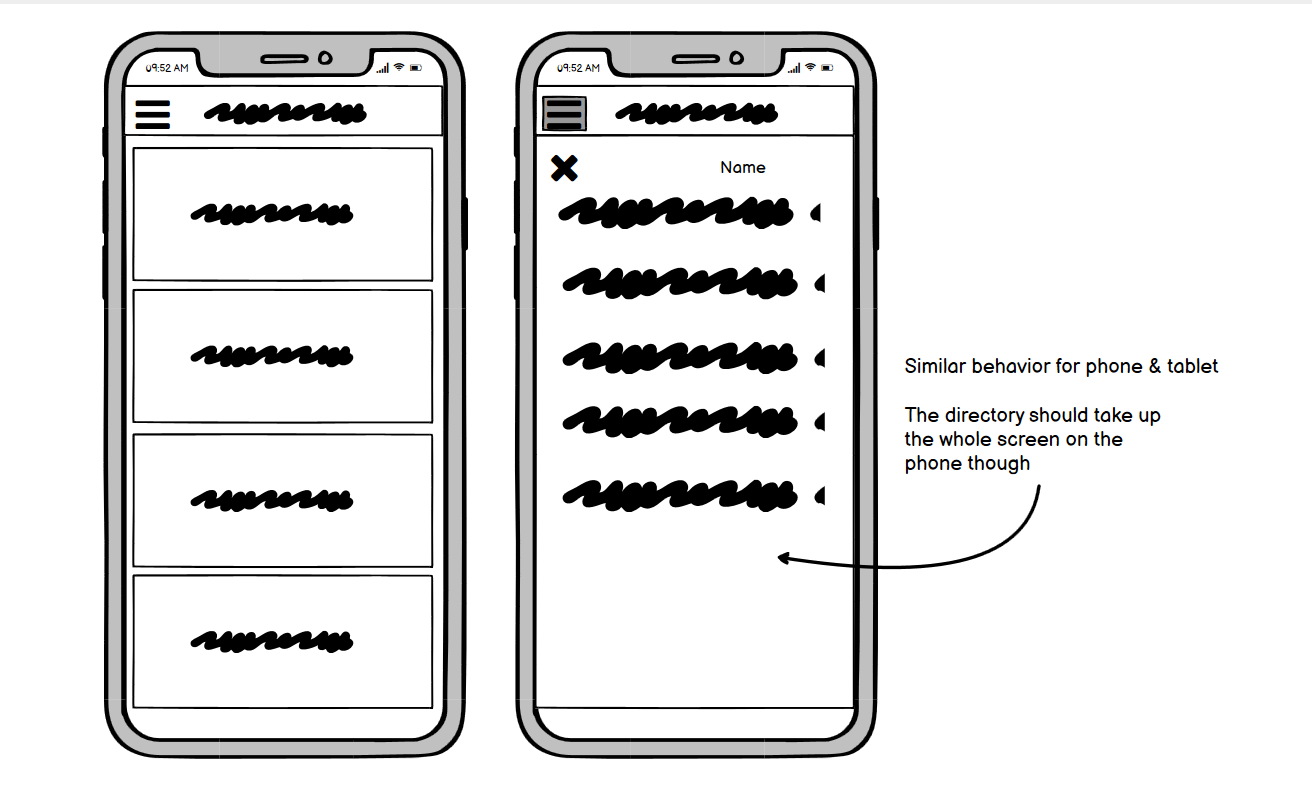 09:52 AM
09:52 AM
Name
Similar behavior for phone & tablet
The directory should take up
the whole screen on the
phone though